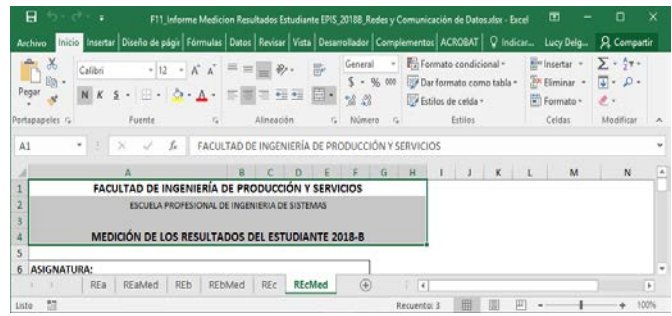 F11_Informe Medicion Resultados Estudiante EPIS_2018B_Redes y Comunicación de Datos.xlsx - Excel
Archivo Inicio Insertar Diseño de págir Fórmulas Datos Revisar Vista Desarrollador Complementos ACROBAT Indicar... Lucy Delg... Compartir
Pegar
Calibri 12 A A
N K S A
General
$ % 000
Formato condicional
Dar formato como tabla
Estilos de celda
Insertar
Eliminar
Formato
Portapapeles Fuente Alineación Número Estilos Celdas Modificar
A1 fx FACULTAD DE INGENIERÍA DE PRODUCCIÓN Y SERVICIOS
A B C D E F G H I J K L M N
1 FACULTAD DE INGENIERÍA DE PRODUCCIÓN Y SERVICIOS
2 ESCUELA PROFESIONAL DE INGENIERIA DE SISTEMAS
3
4 MEDICIÓN DE LOS RESULTADOS DEL ESTUDIANTE 2018-B
5
6 ASIGNATURA:
REa REaMed REb REbMed REc REcMed
Listo Recuento: 3 100%